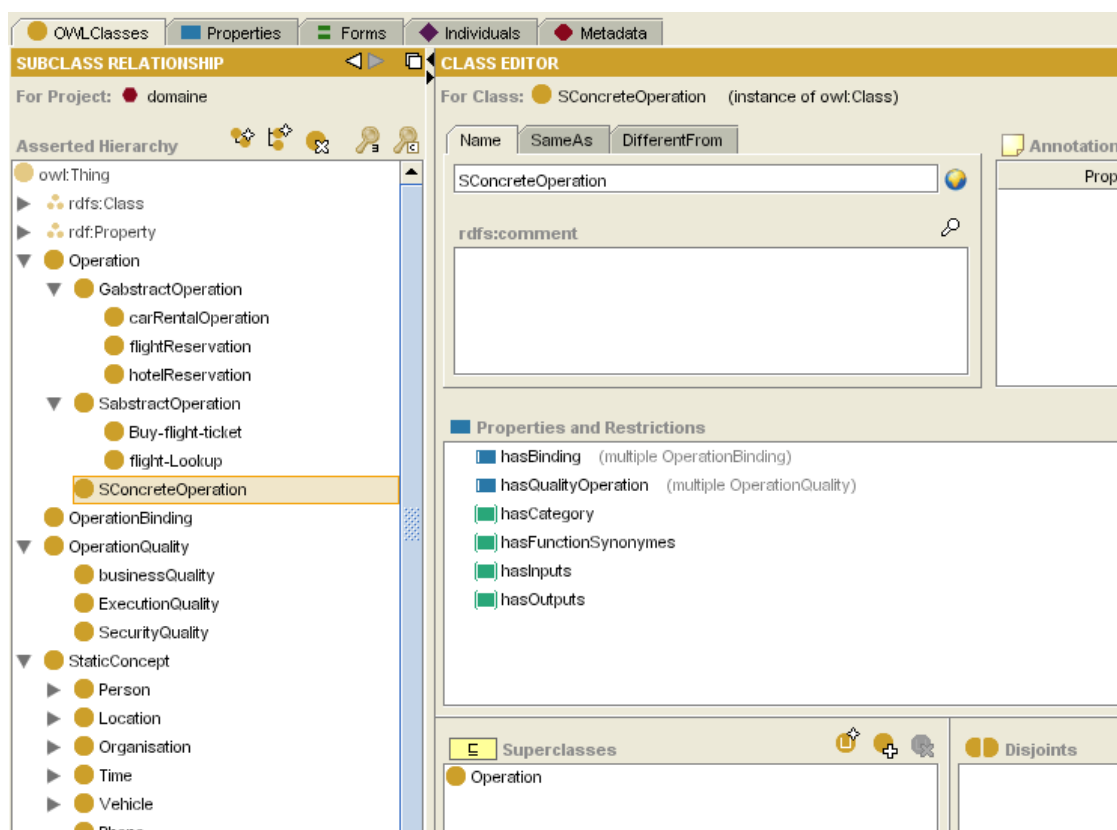 OWLClasses Properties Forms Individuals Metadata
SUBCLASS RELATIONSHIP
For Project: domaine
Asserted Hierarchy
owl:Thing
rdfs:Class
rdf:Property
Operation
GabstractOperation
carRentalOperation
flightReservation
hotelReservation
SabstractOperation
Buy-flight-ticket
flight-Lookup
SConcreteOperation
OperationBinding
OperationQuality
businessQuality
ExecutionQuality
SecurityQuality
StaticConcept
Person
Location
Organisation
Time
Vehicle
CLASS EDITOR
For Class: SConcreteOperation (instance of owl:Class)
Name SameAs DifferentFrom
SConcreteOperation
rdfs:comment
Annotation
Prop
Properties and Restrictions
hasBinding (multiple OperationBinding)
hasQualityOperation (multiple OperationQuality)
hasCategory
hasFunctionSynonymes
hasInputs
hasOutputs
Superclasses
Operation
Disjoints